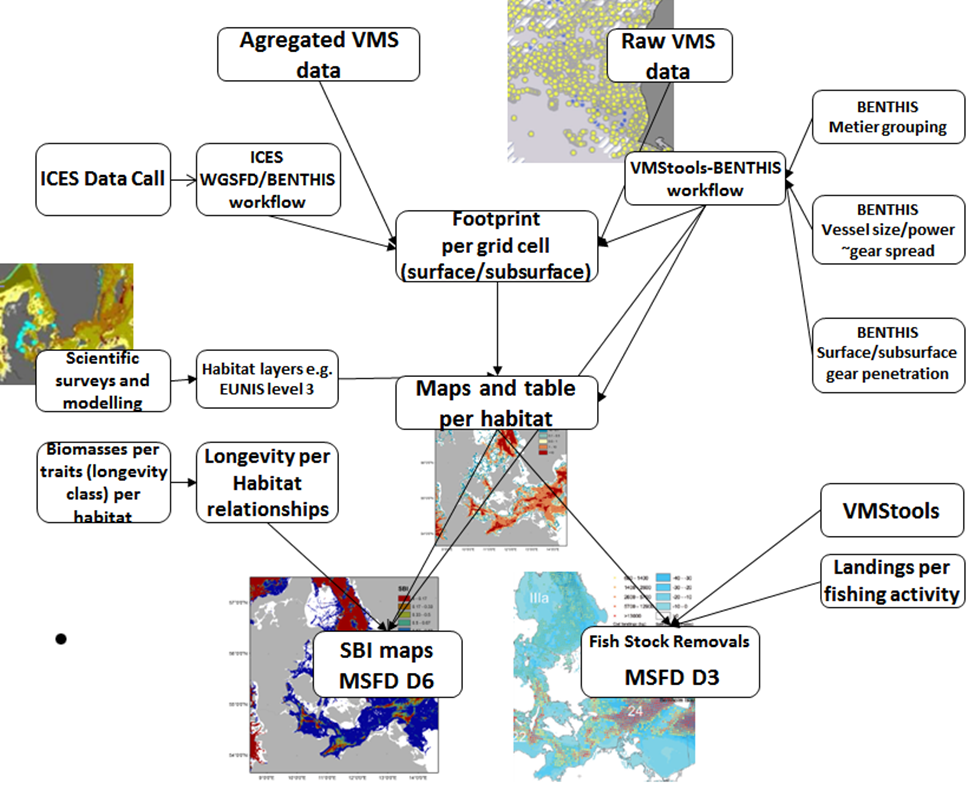 Agregated VMS
data
Raw VMS
data
BENTHIS
Metier grouping
ICES Data Call
ICES
WGSFD/BENTHIS
workflow
VMStools-BENTHIS
workflow
BENTHIS
Vessel size/power
~gear spread
Footprint
per grid cell
(surface/subsurface)
BENTHIS
Surface/subsurface
gear penetration
Scientific
surveys and
modelling
Habitat layers e.g.
EUNIS level 3
Maps and table
per habitat
Biomasses per
traits (longevity
class) per
habitat
Longevity per
Habitat
relationships
VMStools
Landings per
fishing activity
SBI
IIIa
SBI maps
MSFD D6
Fish Stock Removals
MSFD D3
24